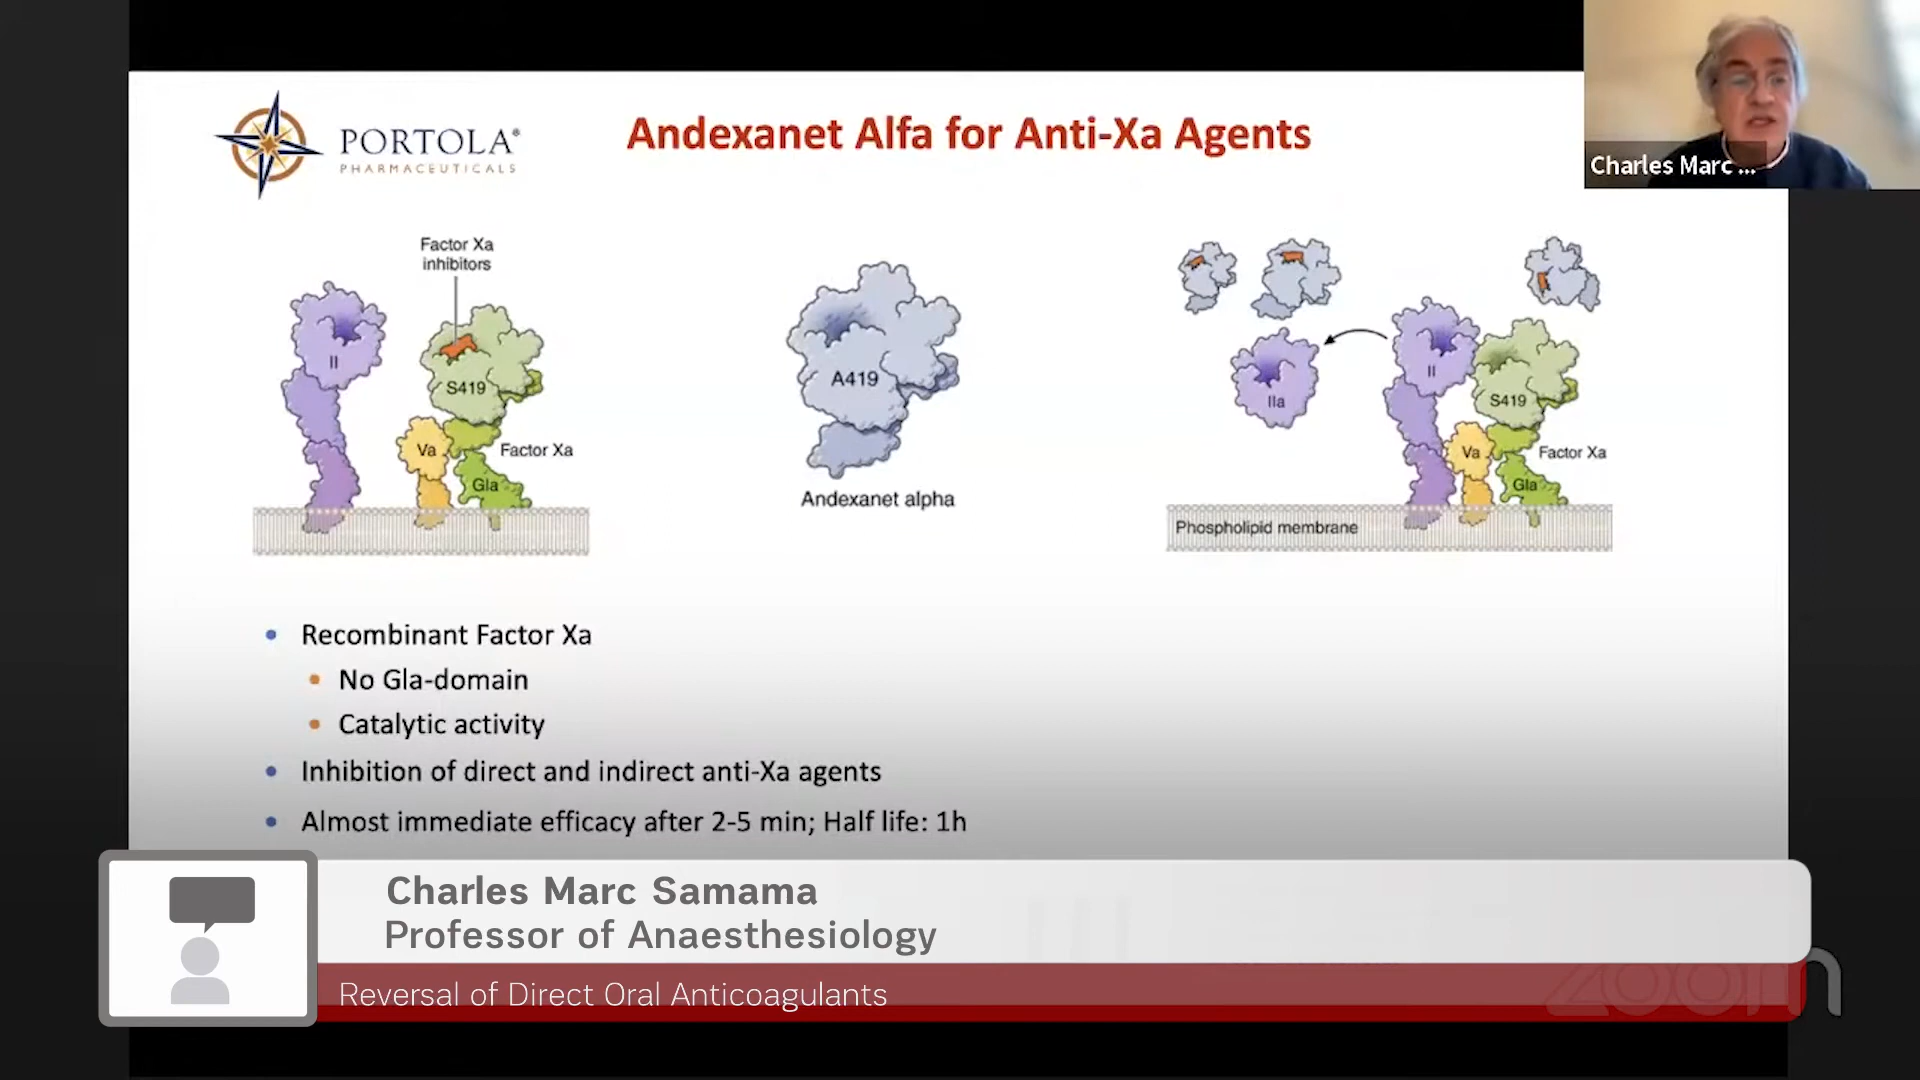 PORTOLA®
PHARMACEUTICALS
Andexanet Alfa for Anti-Xa Agents
Charles Marc ...
Factor Xa
inhibitors
II
S419
Va
Factor Xa
Gla
A419
Andexanet alpha
IIa
II
S419
Va
Factor Xa
Gla
Phospholipid membrane
• Recombinant Factor Xa
• No Gla-domain
• Catalytic activity
• Inhibition of direct and indirect anti-Xa agents
• Almost immediate efficacy after 2-5 min; Half life: 1h
Charles Marc Samama
Professor of Anaesthesiology
Reversal of Direct Oral Anticoagulants
zoom